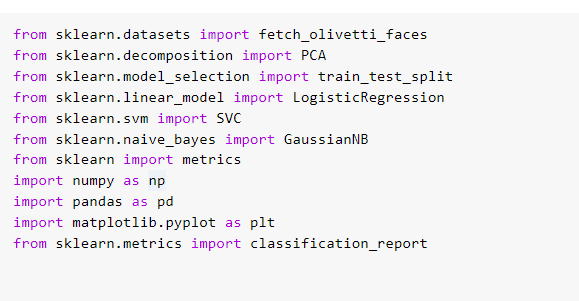 from sklearn.datasets import fetch_olivetti_faces
from sklearn.decomposition import PCA
from sklearn.model_selection import train_test_split
from sklearn.linear_model import LogisticRegression
from sklearn.svm import SVC
from sklearn.naive_bayes import GaussianNB
from sklearn import metrics
import numpy as np
import pandas as pd
import matplotlib.pyplot as plt
from sklearn.metrics import classification_report